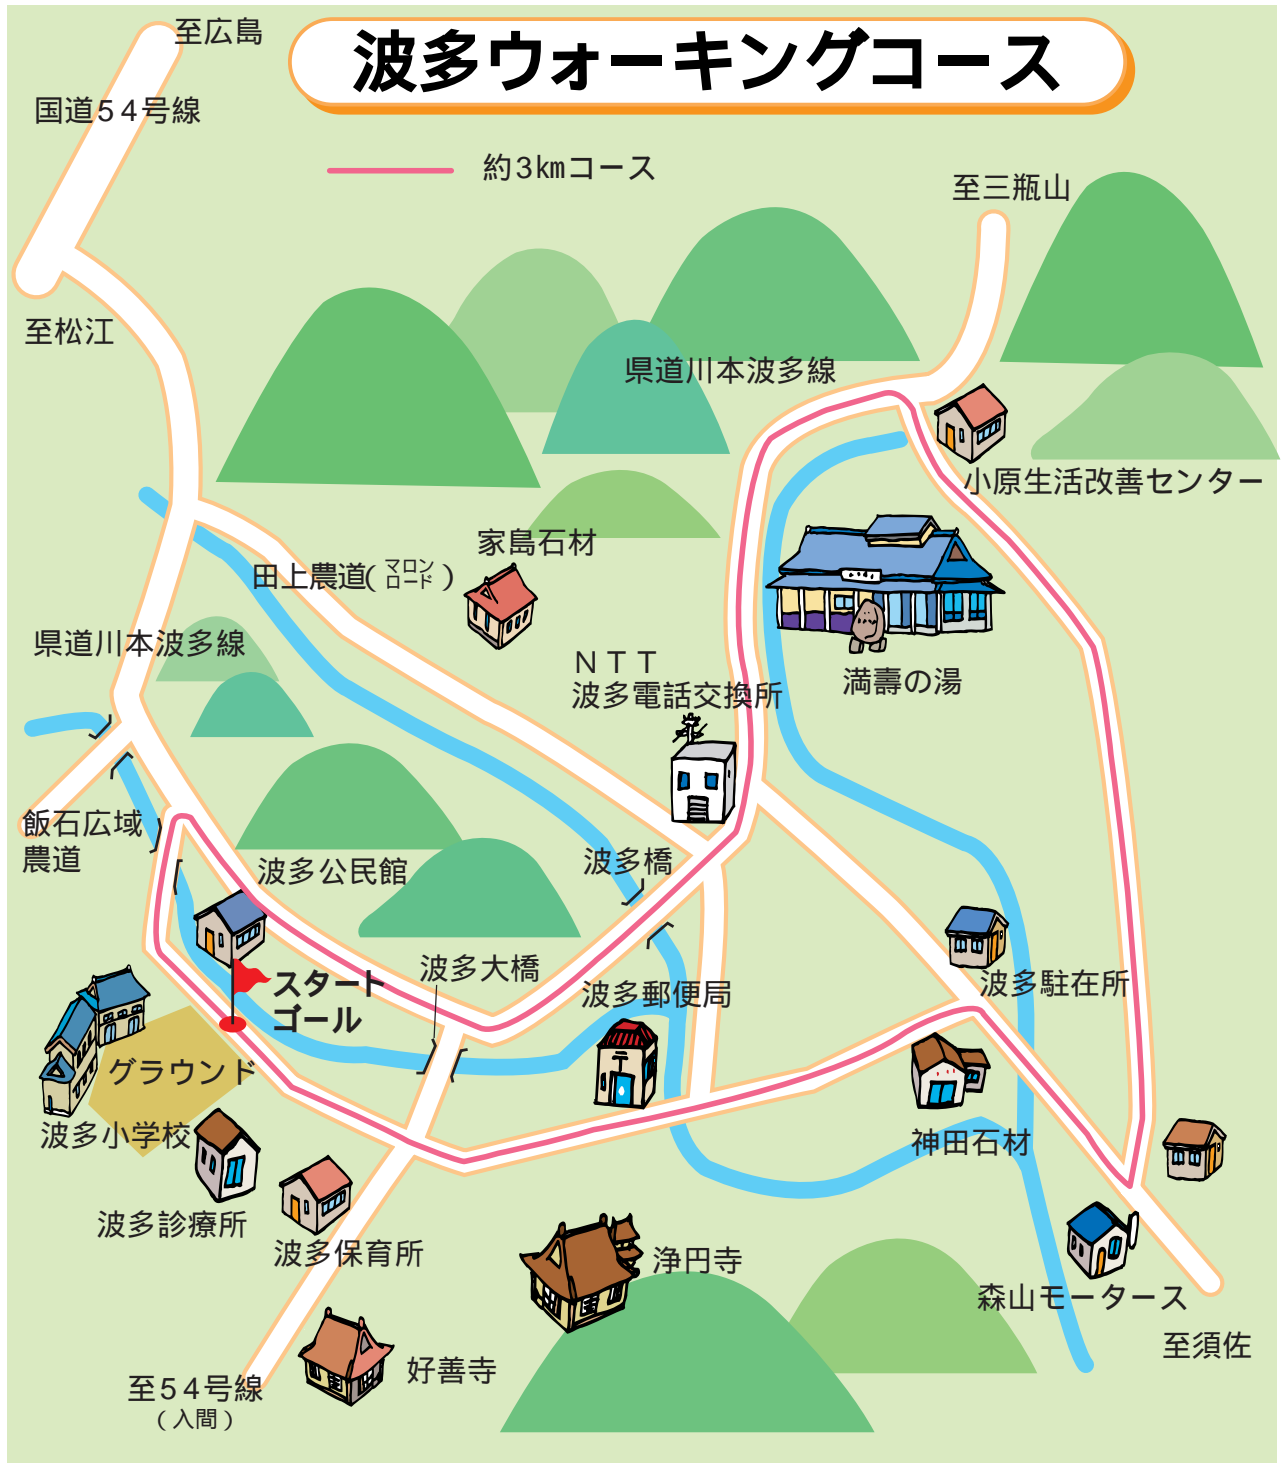 至広島
波多ウォーキングコース
国道54号線
約3㎞コース
至三瓶山
至松江
県道川本波多線
小原生活改善センター
家島石材
田上農道(マロンロード)
県道川本波多線
NTT
波多電話交換所
満壽の湯
飯石広域
農道
波多公民館
波多橋
波多大橋
スタート
ゴール
波多郵便局
波多駐在所
グラウンド
波多小学校
神田石材
波多診療所
波多保育所
浄円寺
森山モータース
至須佐
好善寺
至54号線
(入間)